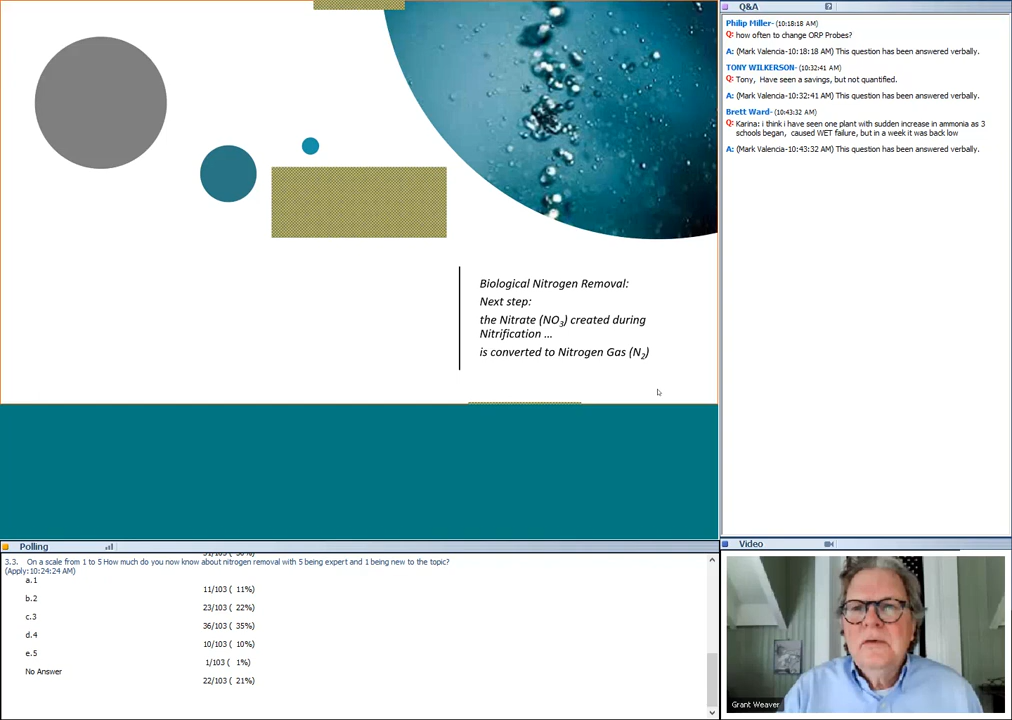 Biological Nitrogen Removal:
Next step:
the Nitrate (NO3) created during
Nitrification ...
is converted to Nitrogen Gas (N2)
Q&A
Philip Miller- (10:18:18 AM)
Q: how often to change ORP Probes?
A: (Mark Valencia-10:18:18 AM) This question has been answered verbally.
TONY WILKERSON- (10:32:41 AM)
Q: Tony, Have seen a savings, but not quantified.
A: (Mark Valencia-10:32:41 AM) This question has been answered verbally.
Brett Ward- (10:43:32 AM)
Q: Karina: i think i have seen one plant with sudden increase in ammonia as 3
schools began, caused WET failure, but in a week it was back low
A: (Mark Valencia-10:43:32 AM) This question has been answered verbally.
Polling
3.3. On a scale from 1 to 5 How much do you now know about nitrogen removal with 5 being expert and 1 being new to the topic?
(Apply:10:24:24 AM)
a.1
11/103 ( 11%)
b.2
23/103 ( 22%)
c.3
36/103 ( 35%)
d.4
10/103 ( 10%)
e.5
1/103 ( 1%)
No Answer
22/103 ( 21%)
Video
Grant Weaver